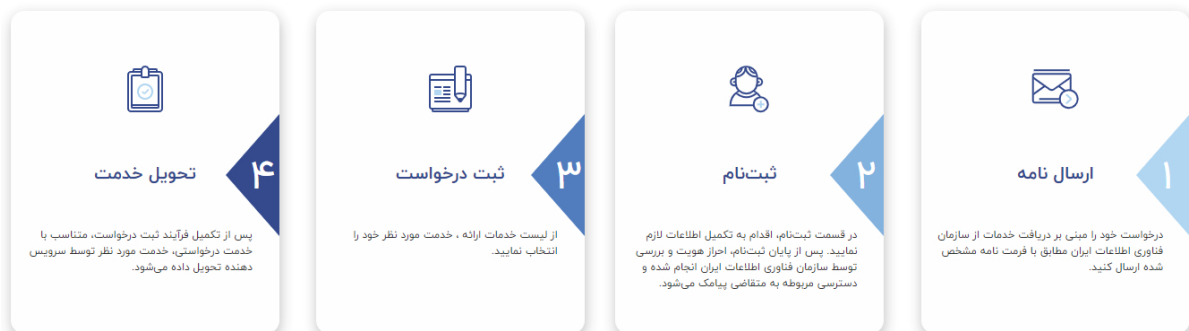 ۱
ارسال نامه
درخواست خود را مبنی بر دریافت خدمات از سازمان
فناوری اطلاعات ایران مطابق با فرمت نامه مشخص
شده ارسال کنید.
۲
ثبت‌نام
در قسمت ثبت‌نام، اقدام به تکمیل اطلاعات لازم
نمایید. پس از پایان ثبت‌نام، احراز هویت و بررسی
توسط سازمان فناوری اطلاعات ایران انجام شده و
دسترسی مربوطه به متقاضی پیامک می‌شود.
۳
ثبت درخواست
از لیست خدمات ارائه ، خدمت مورد نظر خود را
انتخاب نمایید.
۴
تحویل خدمت
پس از تکمیل فرآیند ثبت درخواست، متناسب با
خدمت درخواستی، خدمت مورد نظر توسط سرویس
دهنده تحویل داده می‌شود.